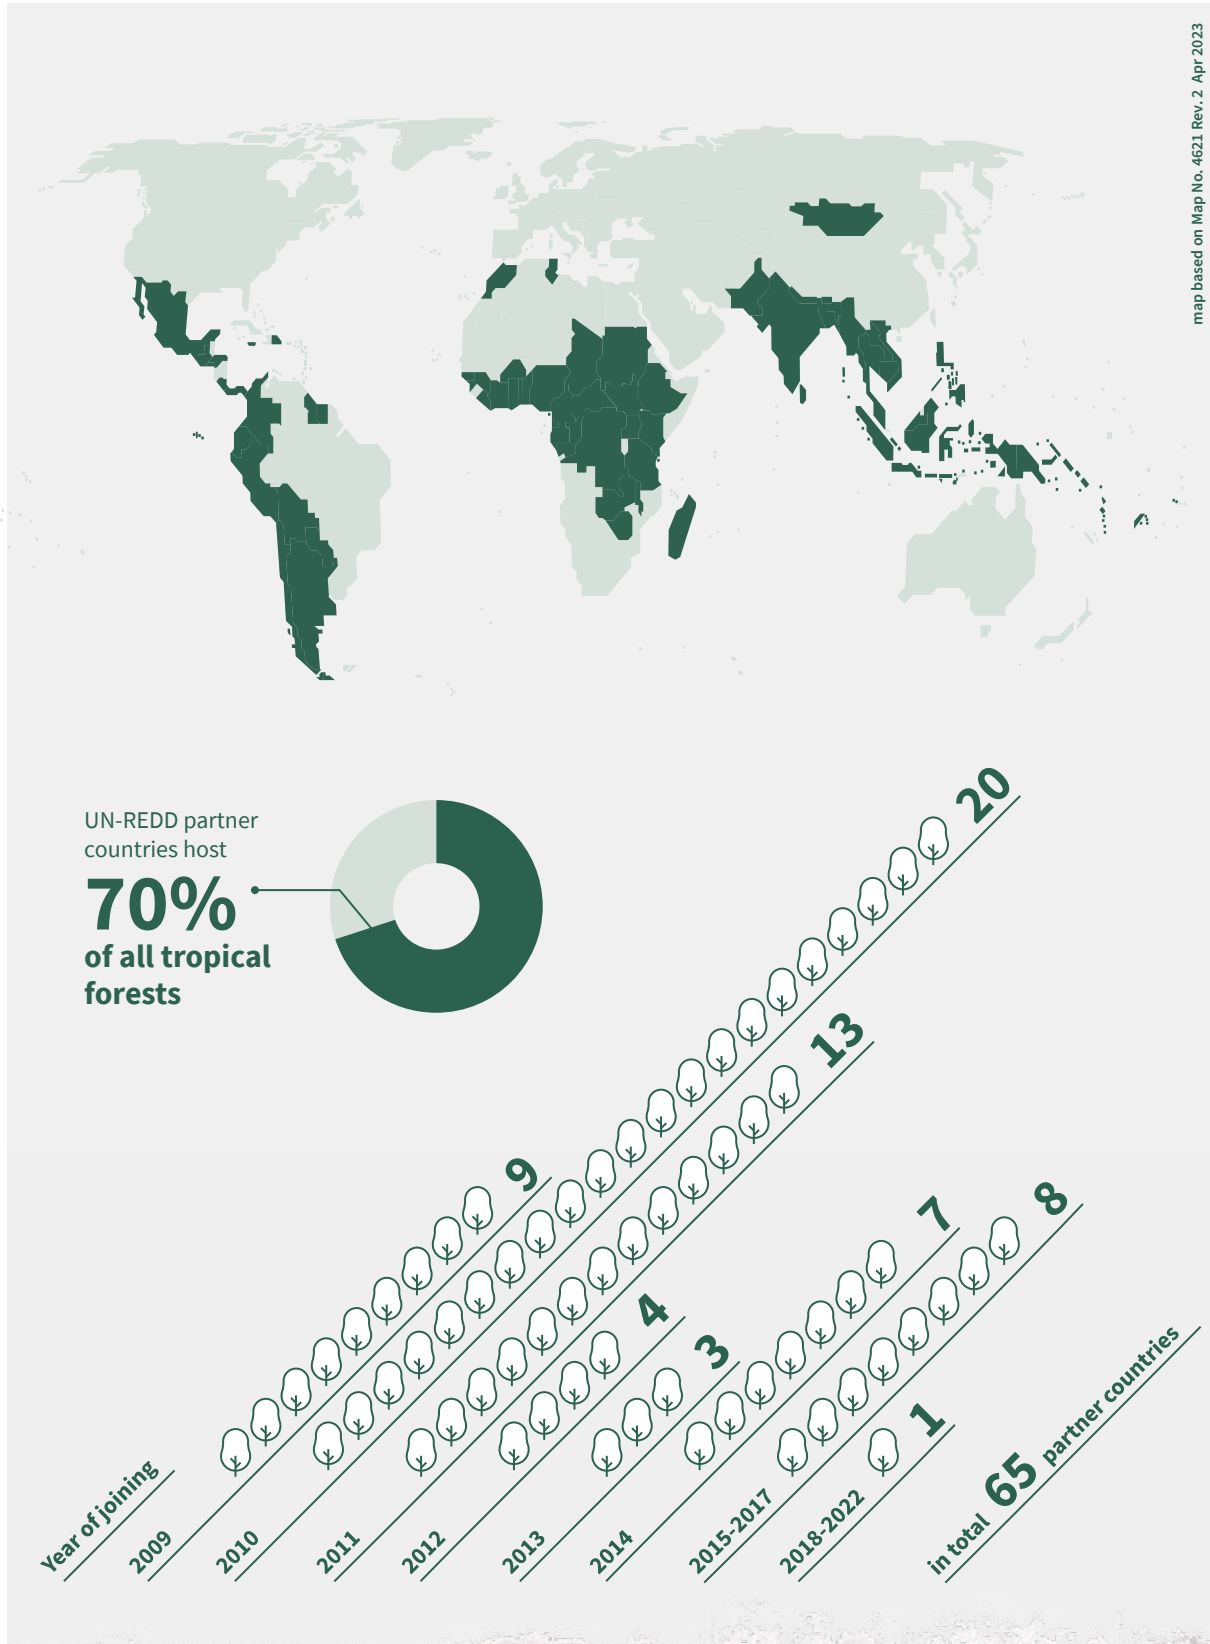 map based on Map No. 4621 Rev. 2 Apr 2023
UN-REDD partner
countries host
70%
of all tropical
forests
20
13
9
7
8
4
3
1
Year of joining
2009
2010
2011
2012
2013
2014
2015-2017
2018-2022
in total 65 partner countries